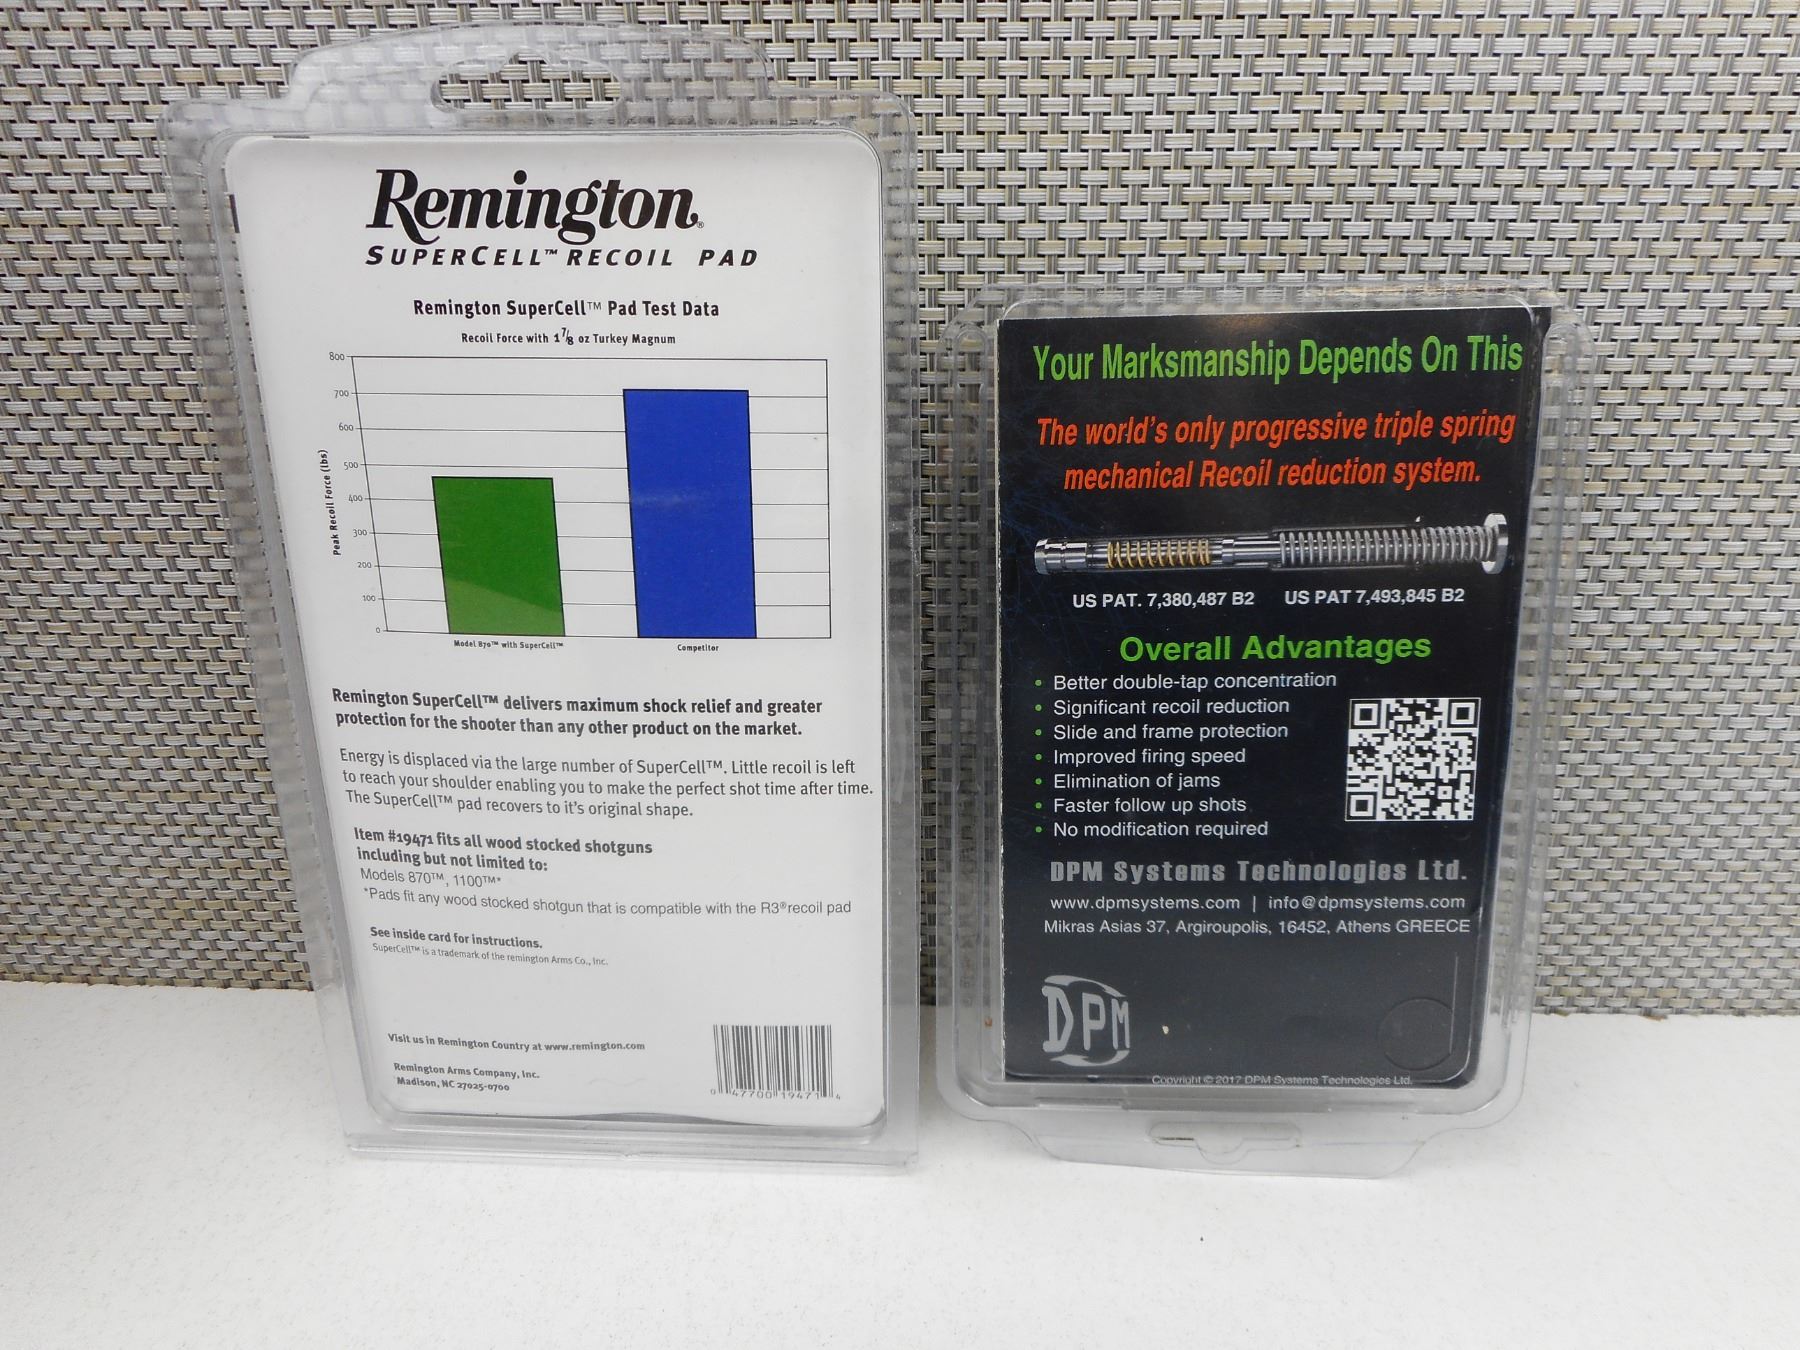 Remington®
SUPERCELL™ RECOIL PAD
Remington SuperCell™ Pad Test Data
Recoil Force with 1 7/8 oz Turkey Magnum
Peak Recoil Force (lbs)
800
700
600
500
400
300
200
100
0
Model 870™ with SuperCell™
Competitor
Remington SuperCell™ delivers maximum shock relief and greater
protection for the shooter than any other product on the market.
Energy is displaced via the large number of SuperCell™. Little recoil is left
to reach your shoulder enabling you to make the perfect shot time after time.
The SuperCell™ pad recovers to it's original shape.
Item #19471 fits all wood stocked shotguns
including but not limited to:
Models 870™, 1100™*
*Pads fit any wood stocked shotgun that is compatible with the R3® recoil pad
See inside card for instructions.
SuperCell™ is a trademark of the remington Arms Co., Inc.
Visit us in Remington Country at www.remington.com
Remington Arms Company, Inc.
Madison, NC 27025-0700
0 47700 19471 4
Your Marksmanship Depends On This
The world's only progressive triple spring
mechanical Recoil reduction system.
US PAT. 7,380,487 B2 US PAT 7,493,845 B2
Overall Advantages
• Better double-tap concentration
• Significant recoil reduction
• Slide and frame protection
• Improved firing speed
• Elimination of jams
• Faster follow up shots
• No modification required
DPM Systems Technologies Ltd.
www.dpmsystems.com | info@dpmsystems.com
Mikras Asias 37, Argiroupolis, 16452, Athens GREECE
DPM
Copyright © 2017 DPM Systems Technologies Ltd.